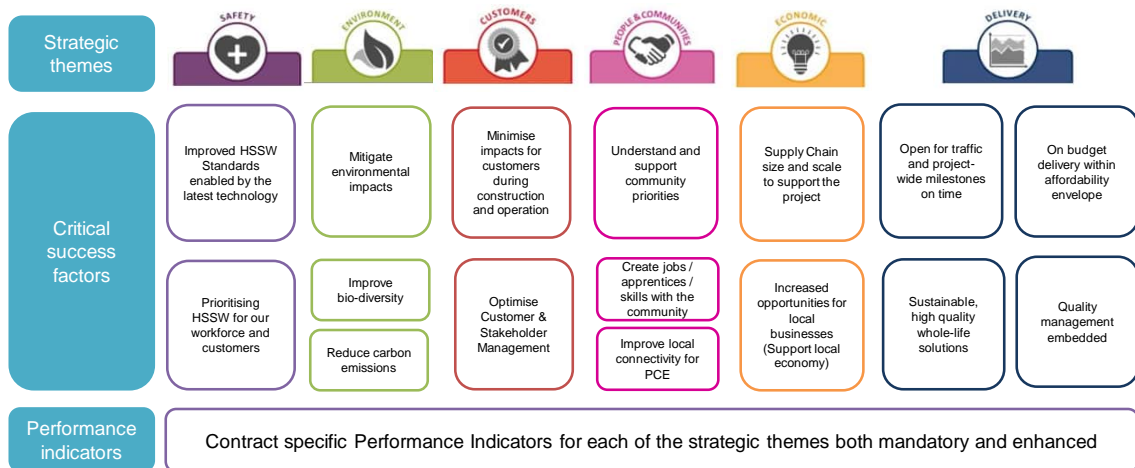 Strategic
themes
SAFETY
ENVIRONMENT
CUSTOMERS
PEOPLE & COMMUNITIES
ECONOMIC
DELIVERY
Critical
success
factors
Improved HSSW
Standards
enabled by the
latest technology
Mitigate
environmental
impacts
Minimise
impacts for
customers
during
construction
and operation
Understand and
support
community
priorities
Supply Chain
size and scale
to support the
project
Open for traffic
and project-
wide milestones
on time
On budget
delivery within
affordability
envelope
Prioritising
HSSW for our
workforce and
customers
Improve
bio-diversity
Reduce carbon
emissions
Optimise
Customer &
Stakeholder
Management
Create jobs /
apprentices /
skills with the
community
Improve local
connectivity for
PCE
Increased
opportunities for
local
businesses
(Support local
economy)
Sustainable,
high quality
whole-life
solutions
Quality
management
embedded
Performance
indicators
Contract specific Performance Indicators for each of the strategic themes both mandatory and enhanced